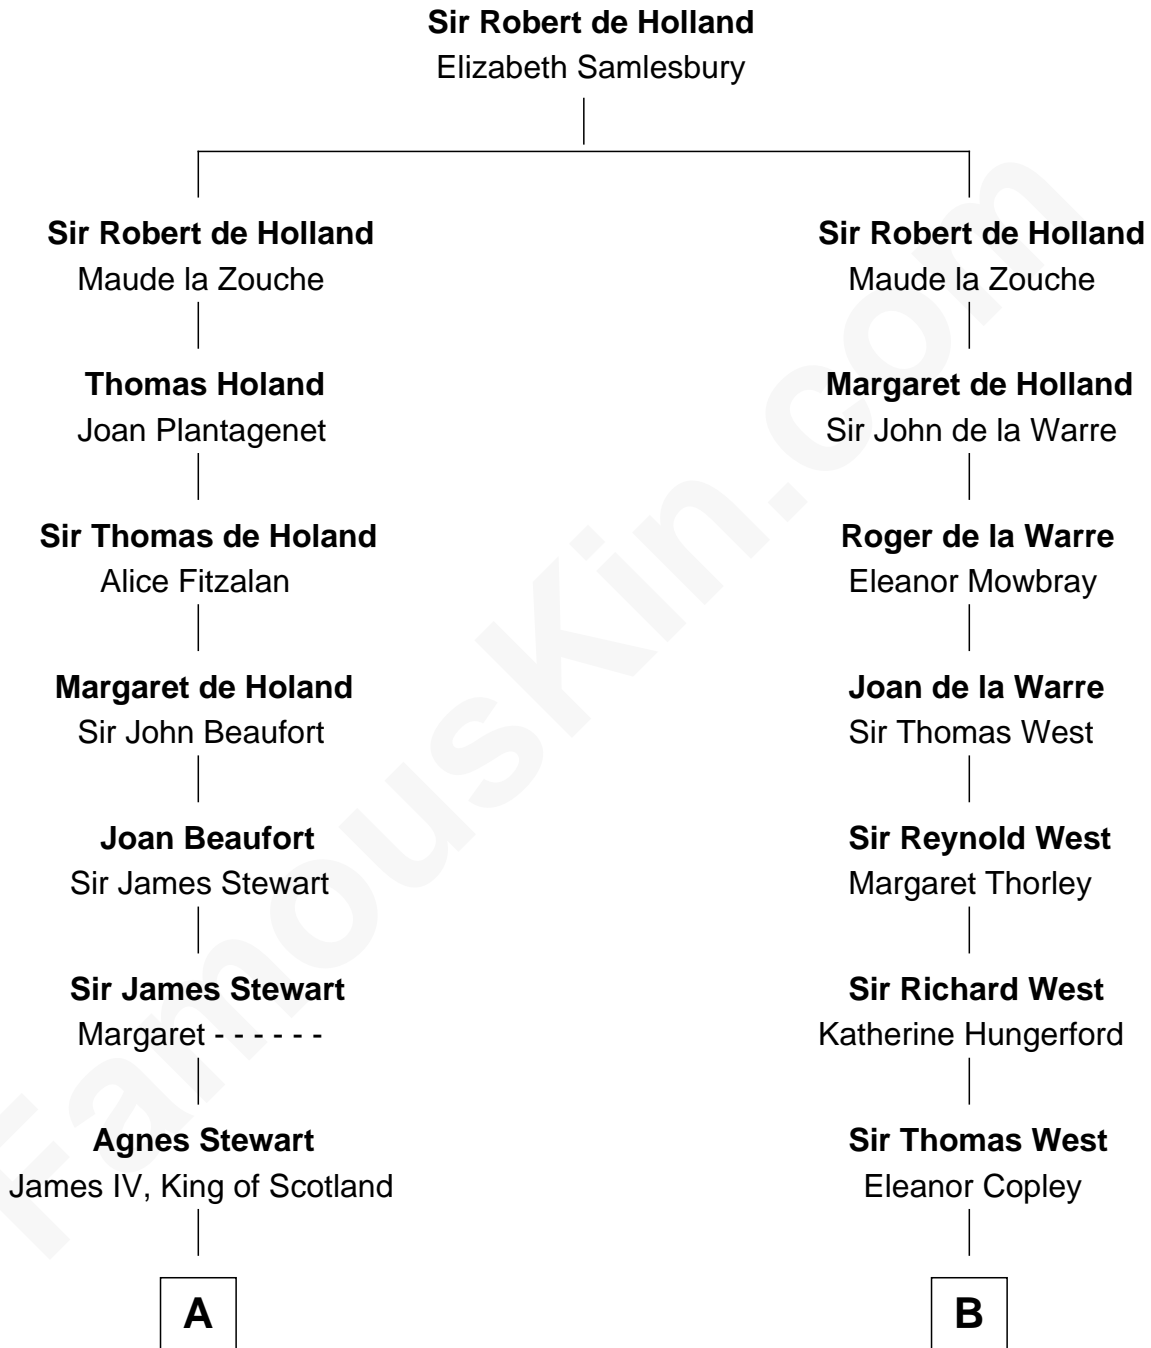 Sir Robert de Holland
Elizabeth Samlesbury
Sir Robert de Holland
Maude la Zouche
Thomas Holand
Joan Plantagenet
Sir Thomas de Holand
Alice Fitzalan
Margaret de Holand
Sir John Beaufort
Joan Beaufort
Sir James Stewart
Sir James Stewart
Margaret - - - - - -
Agnes Stewart
James IV, King of Scotland
A
Sir Robert de Holland
Maude la Zouche
Margaret de Holland
Sir John de la Warre
Roger de la Warre
Eleanor Mowbray
Joan de la Warre
Sir Thomas West
Sir Reynold West
Margaret Thorley
Sir Richard West
Katherine Hungerford
Sir Thomas West
Eleanor Copley
B
FamousKin.com